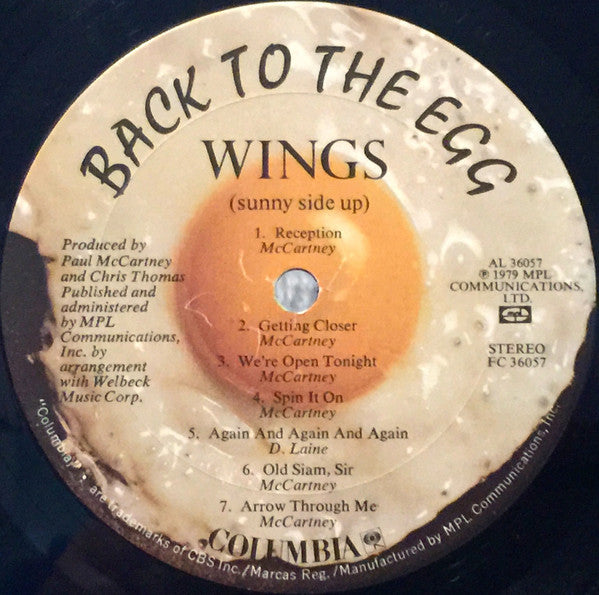 BACK TO THE EGG
WINGS
(sunny side up)
1. Reception
McCartney
Produced by
Paul McCartney
and Chris Thomas
Published and
administered
by MPL
Communications,
Inc. by
arrangement
with Welbeck
Music Corp.
AL 36057
℗ 1979 MPL
COMMUNICATIONS,
LTD.
mpl
STEREO
FC 36057
2. Getting Closer
McCartney
3. We're Open Tonight
McCartney
4. Spin It On
McCartney
5. Again And Again And Again
D. Laine
6. Old Siam, Sir
McCartney
7. Arrow Through Me
McCartney
COLUMBIA
"Columbia," are trademarks of CBS Inc./Marcas Reg./Manufactured by MPL Communications, Inc.